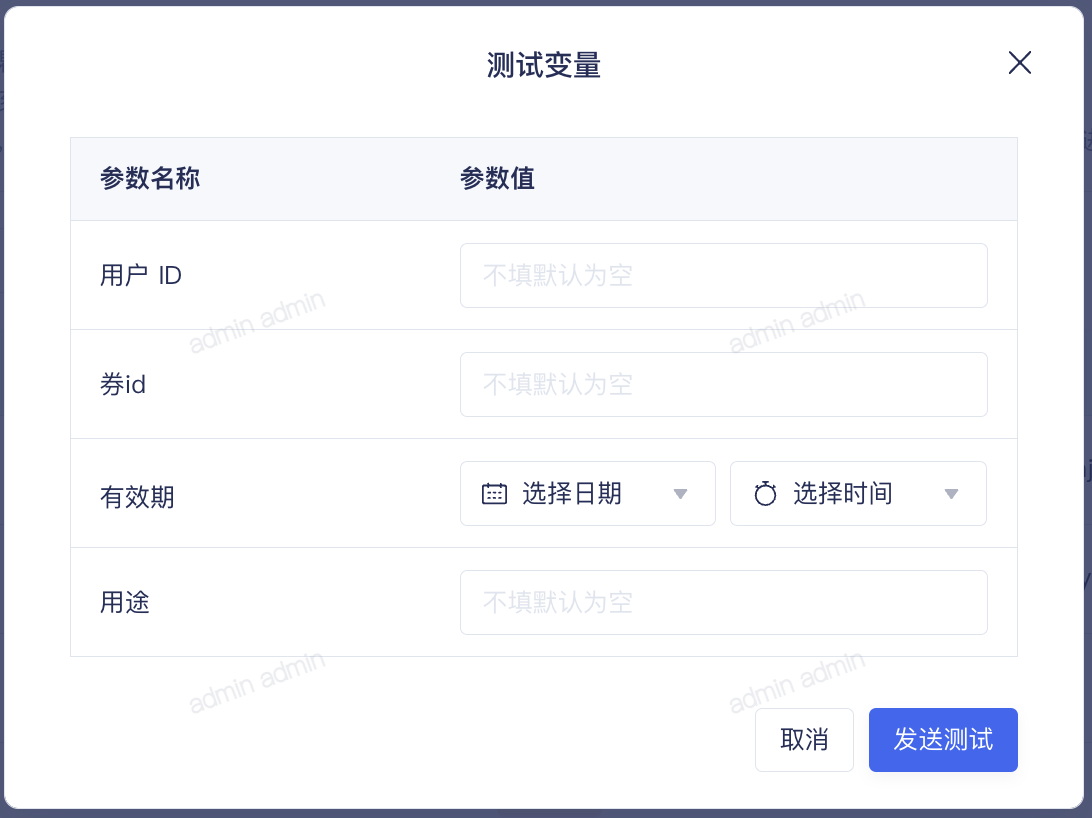 测试变量
参数名称 参数值
用户 ID 不填默认为空
admin admin admin admin
券id 不填默认为空
有效期 选择日期 选择时间
用途 不填默认为空
admin admin admin admin
取消 发送测试